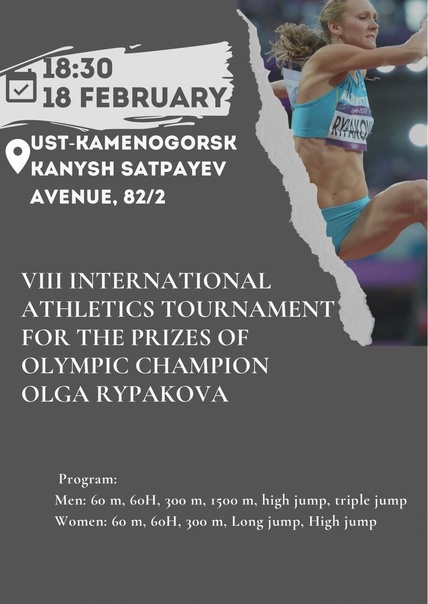 18:30
18 FEBRUARY
UST-KAMENOGORSK
KANYSH SATPAYEV
AVENUE, 82/2
VIII INTERNATIONAL
ATHLETICS TOURNAMENT
FOR THE PRIZES OF
OLYMPIC CHAMPION
OLGA RYPAKOVA
Program:
Men: 60 m, 60H, 300 m, 1500 m, high jump, triple jump
Women: 60 m, 60H, 300 m, Long jump, High jump